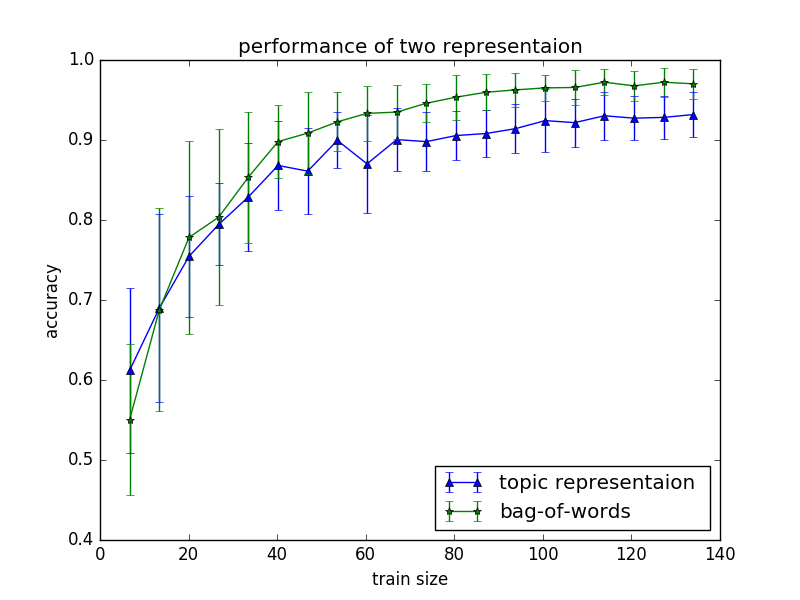 performance of two representaion
1.0
0.9
0.8
0.7
0.6
0.5
0.4
accuracy
topic representaion
bag-of-words
0 20 40 60 80 100 120 140
train size